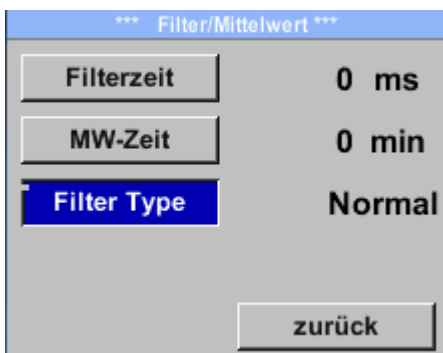 *** Filter/Mittelwert ***
Filterzeit 0 ms
MW-Zeit 0 min
Filter Type Normal
zurück